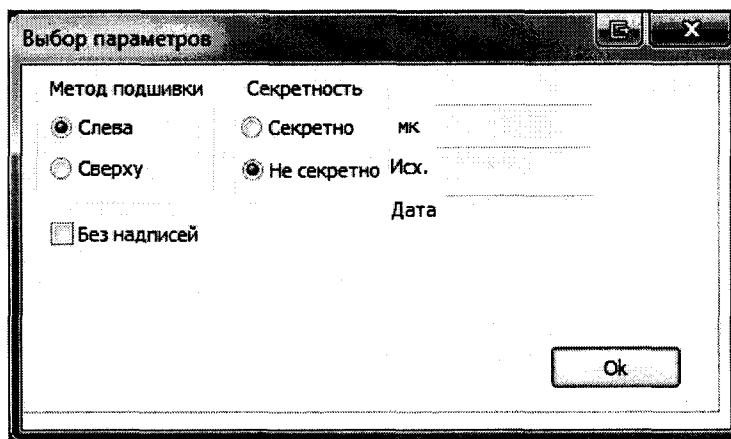 Выбор параметров
Метод подшивки
Секретность
Слева
Секретно
мк
Сверху
Не секретно
Исх.
Дата
Без надписей
Ok